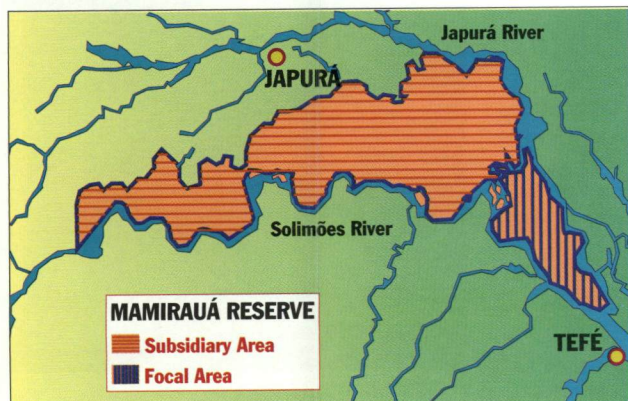 Japurá River
JAPURÁ
Solimões River
MAMIRAUÁ RESERVE
Subsidiary Area
Focal Area
TEFÉ